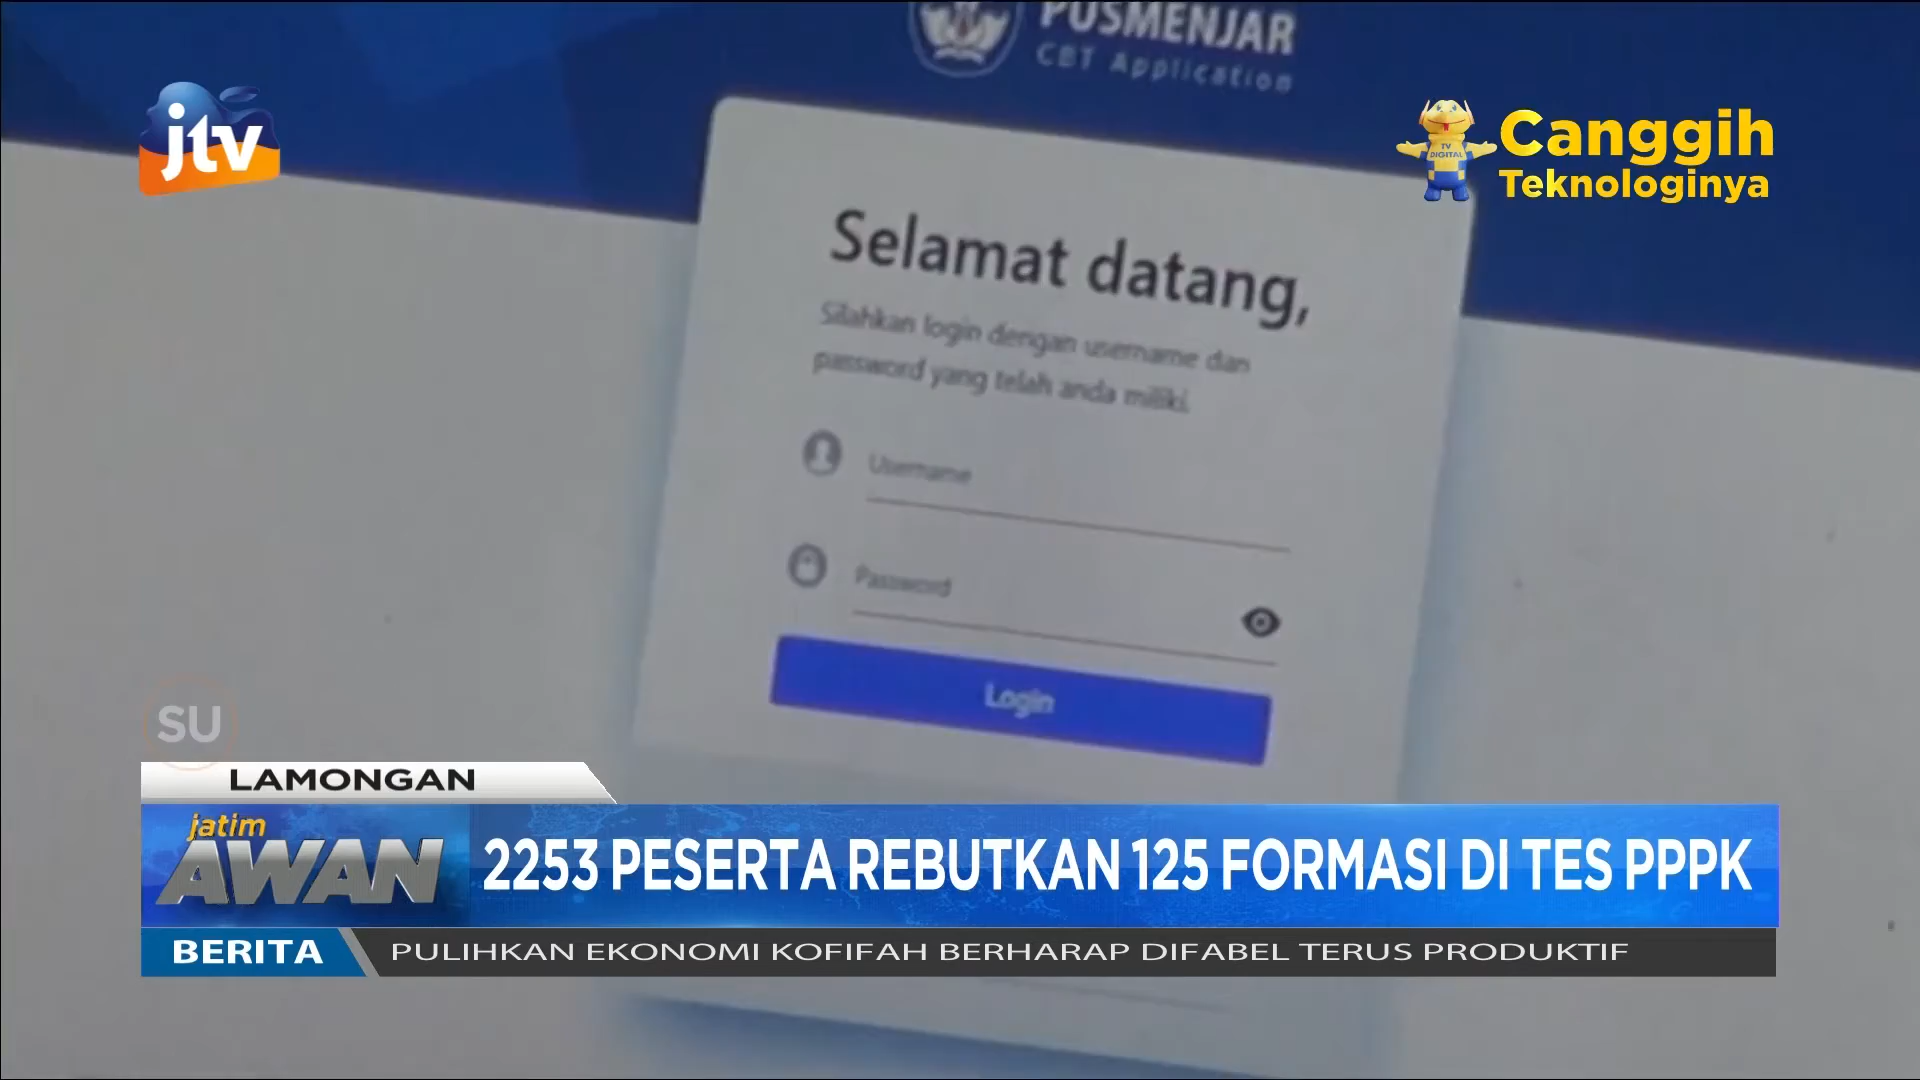 PUSMENJAR
CBT Application
jtv
Canggih
Teknologinya
TV
DIGITAL
Selamat datang,
Silahkan login dengan username dan
password yang telah anda miliki.
Username
Password
Login
SU
LAMONGAN
jatim
AWAN
2253 PESERTA REBUTKAN 125 FORMASI DI TES PPPK
BERITA
PULIHKAN EKONOMI KOFIFAH BERHARAP DIFABEL TERUS PRODUKTIF